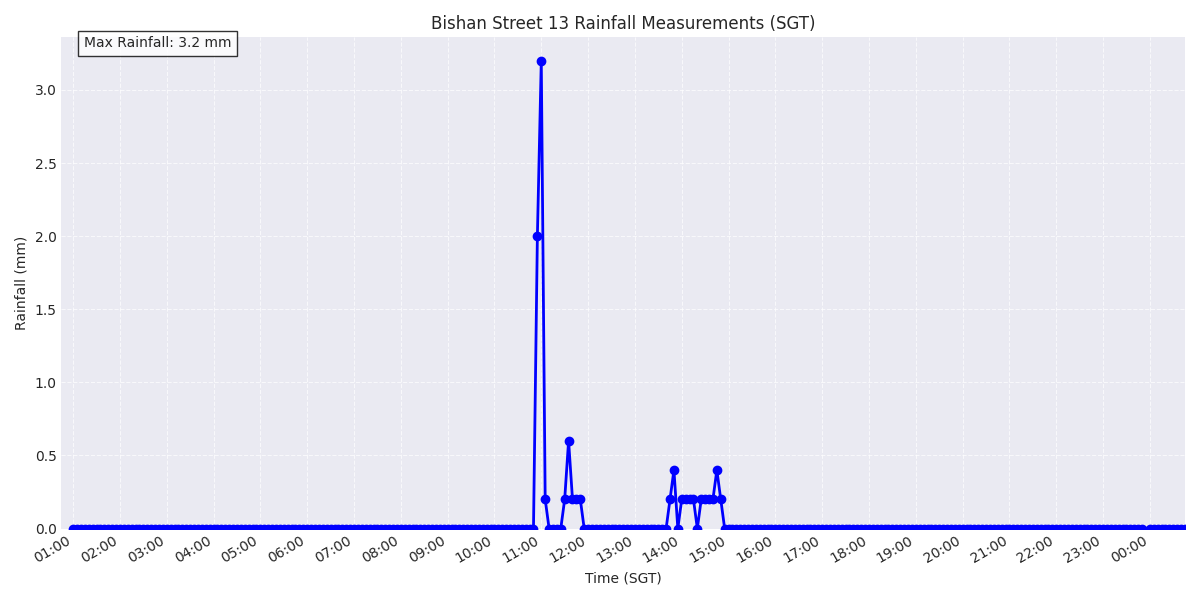 Bishan Street 13 Rainfall Measurements (SGT)
Max Rainfall: 3.2 mm
Rainfall (mm)
3.0
2.5
2.0
1.5
1.0
0.5
0.0
01:00 02:00 03:00 04:00 05:00 06:00 07:00 08:00 09:00 10:00 11:00 12:00 13:00 14:00 15:00 16:00 17:00 18:00 19:00 20:00 21:00 22:00 23:00 00:00
Time (SGT)